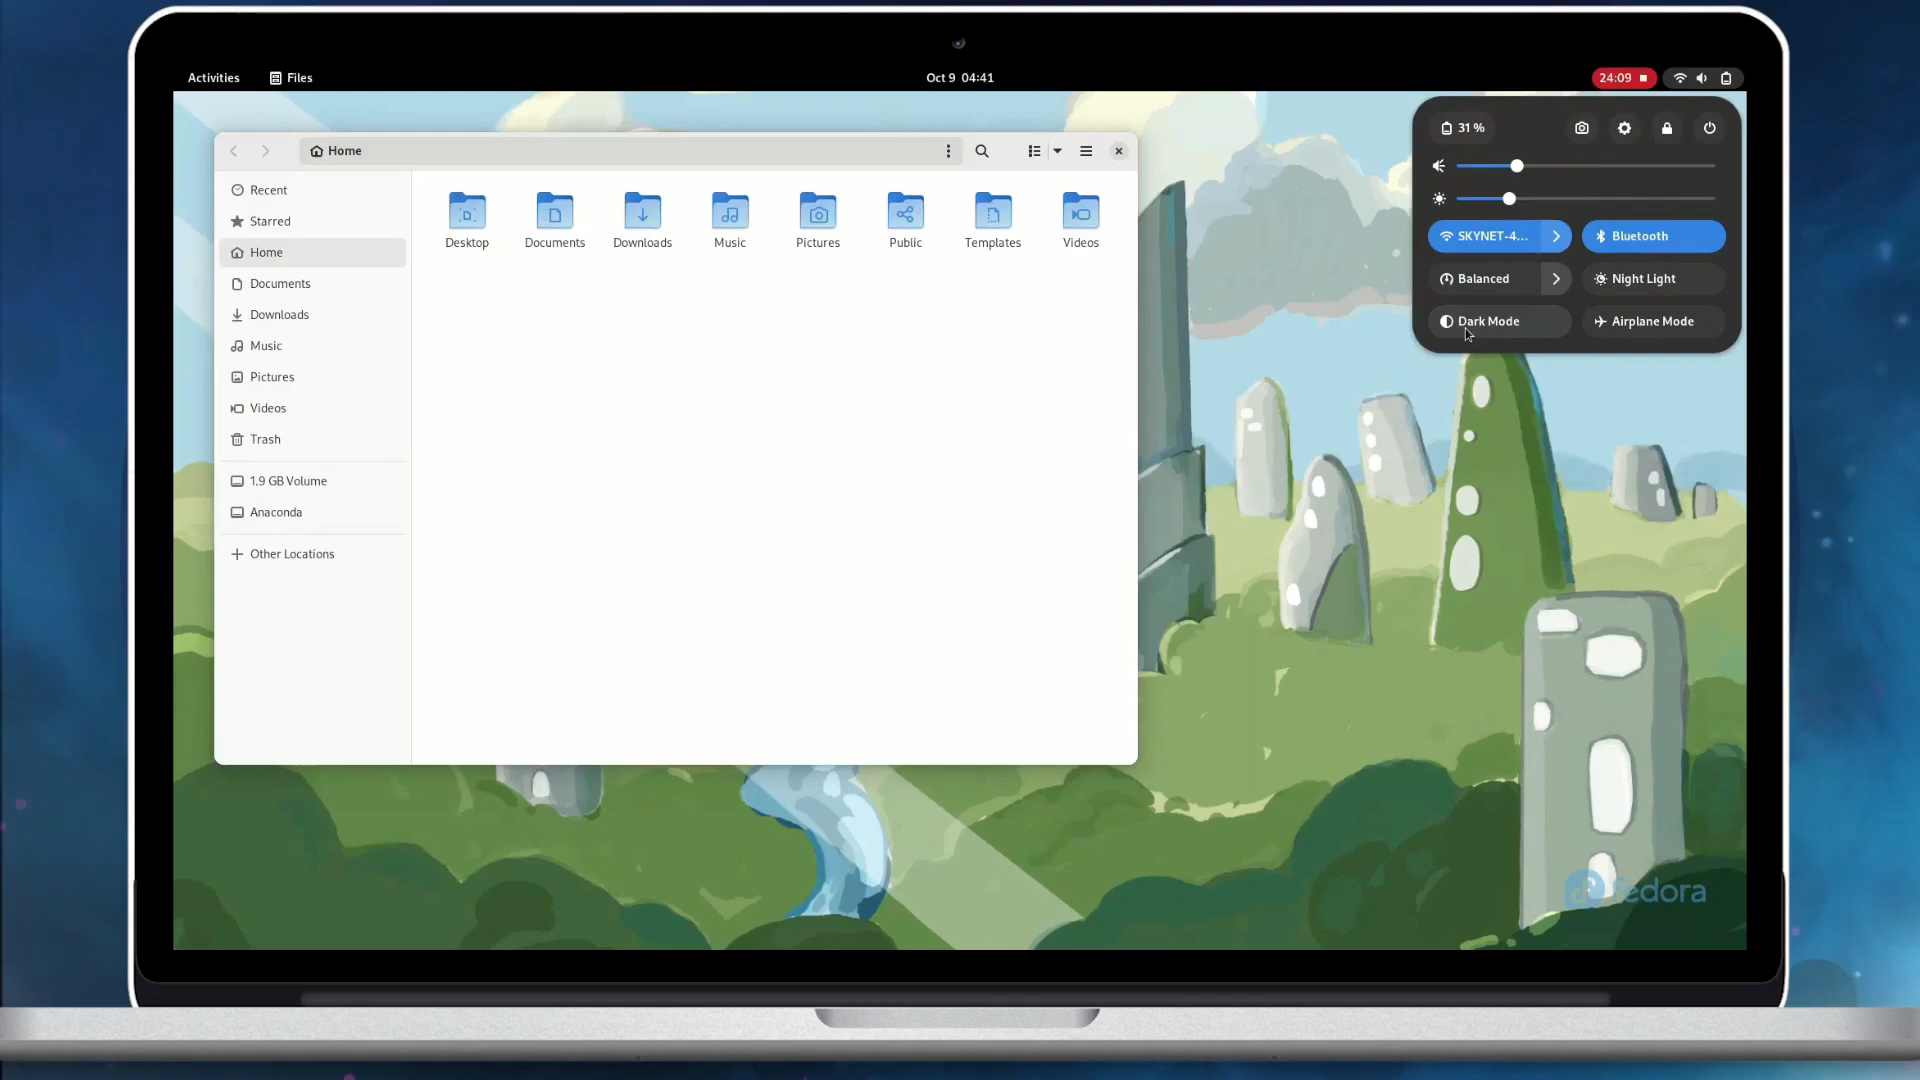 Activities Files Oct 9 04:41 24:09
31 %
Home
SKYNET-4... Bluetooth
Balanced Night Light
Dark Mode Airplane Mode
Recent
Starred
Home
Documents
Downloads
Music
Pictures
Videos
Trash
1.9 GB Volume
Anaconda
Other Locations
Desktop Documents Downloads Music Pictures Public Templates Videos
fedora